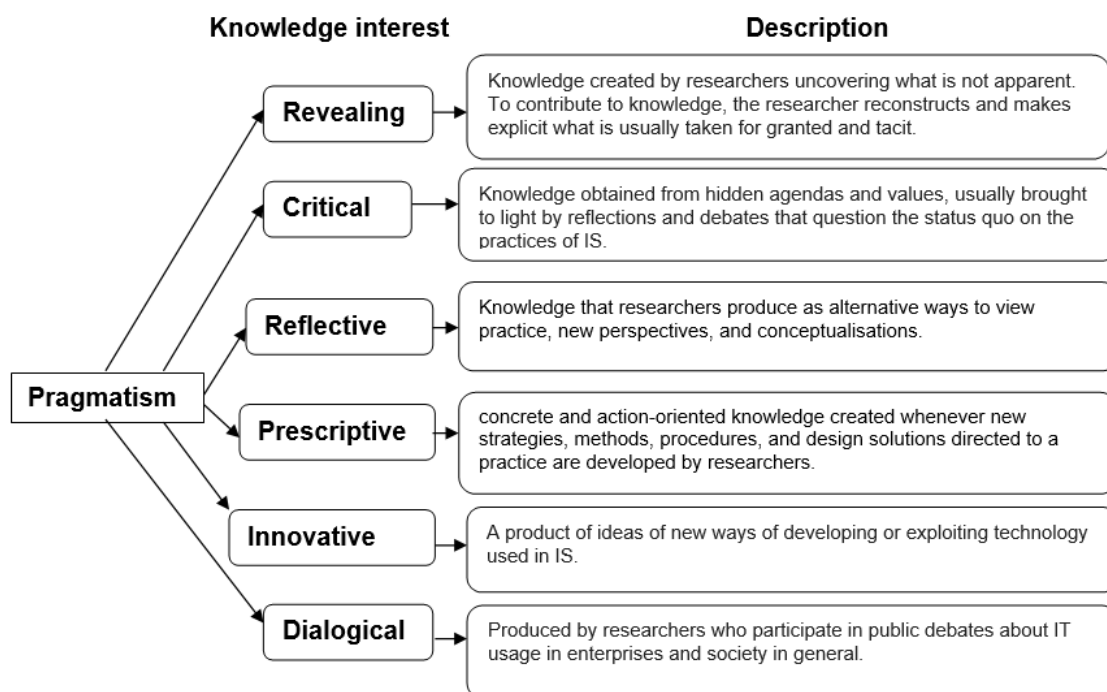 Knowledge interest
Description
Revealing
Knowledge created by researchers uncovering what is not apparent.
To contribute to knowledge, the researcher reconstructs and makes
explicit what is usually taken for granted and tacit.
Critical
Knowledge obtained from hidden agendas and values, usually brought
to light by reflections and debates that question the status quo on the
practices of IS.
Reflective
Knowledge that researchers produce as alternative ways to view
practice, new perspectives, and conceptualisations.
Pragmatism
Prescriptive
concrete and action-oriented knowledge created whenever new
strategies, methods, procedures, and design solutions directed to a
practice are developed by researchers.
Innovative
A product of ideas of new ways of developing or exploiting technology
used in IS.
Dialogical
Produced by researchers who participate in public debates about IT
usage in enterprises and society in general.